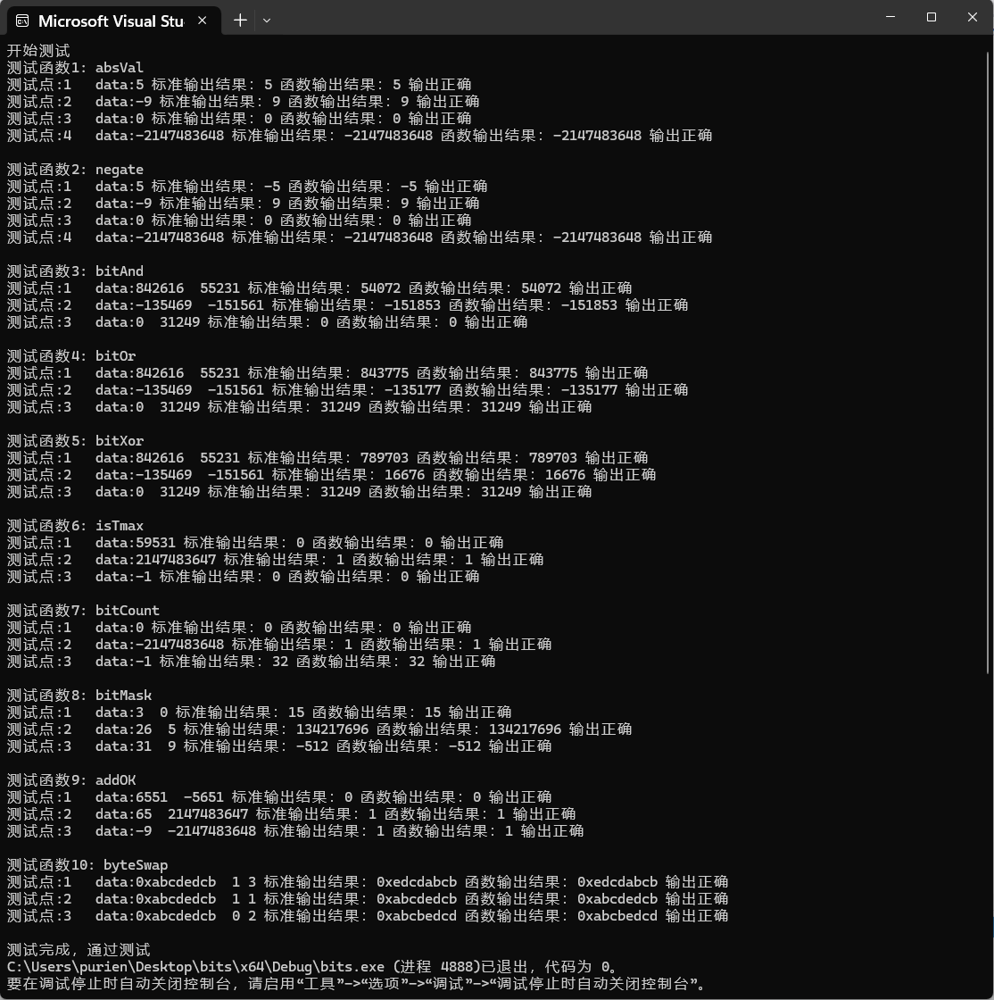 Microsoft Visual Stu
开始测试
测试函数1: absVal
测试点:1   data:5 标准输出结果: 5 函数输出结果: 5 输出正确
测试点:2   data:-9 标准输出结果: 9 函数输出结果: 9 输出正确
测试点:3   data:0 标准输出结果: 0 函数输出结果: 0 输出正确
测试点:4   data:-2147483648 标准输出结果: -2147483648 函数输出结果: -2147483648 输出正确
测试函数2: negate
测试点:1   data:5 标准输出结果: -5 函数输出结果: -5 输出正确
测试点:2   data:-9 标准输出结果: 9 函数输出结果: 9 输出正确
测试点:3   data:0 标准输出结果: 0 函数输出结果: 0 输出正确
测试点:4   data:-2147483648 标准输出结果: -2147483648 函数输出结果: -2147483648 输出正确
测试函数3: bitAnd
测试点:1   data:842616  55231 标准输出结果: 54072 函数输出结果: 54072 输出正确
测试点:2   data:-135469  -151561 标准输出结果: -151853 函数输出结果: -151853 输出正确
测试点:3   data:0  31249 标准输出结果: 0 函数输出结果: 0 输出正确
测试函数4: bitOr
测试点:1   data:842616  55231 标准输出结果: 843775 函数输出结果: 843775 输出正确
测试点:2   data:-135469  -151561 标准输出结果: -135177 函数输出结果: -135177 输出正确
测试点:3   data:0  31249 标准输出结果: 31249 函数输出结果: 31249 输出正确
测试函数5: bitXor
测试点:1   data:842616  55231 标准输出结果: 789703 函数输出结果: 789703 输出正确
测试点:2   data:-135469  -151561 标准输出结果: 16676 函数输出结果: 16676 输出正确
测试点:3   data:0  31249 标准输出结果: 31249 函数输出结果: 31249 输出正确
测试函数6: isTmax
测试点:1   data:59531 标准输出结果: 0 函数输出结果: 0 输出正确
测试点:2   data:2147483647 标准输出结果: 1 函数输出结果: 1 输出正确
测试点:3   data:-1 标准输出结果: 0 函数输出结果: 0 输出正确
测试函数7: bitCount
测试点:1   data:0 标准输出结果: 0 函数输出结果: 0 输出正确
测试点:2   data:-2147483648 标准输出结果: 1 函数输出结果: 1 输出正确
测试点:3   data:-1 标准输出结果: 32 函数输出结果: 32 输出正确
测试函数8: bitMask
测试点:1   data:3  0 标准输出结果: 15 函数输出结果: 15 输出正确
测试点:2   data:26  5 标准输出结果: 134217696 函数输出结果: 134217696 输出正确
测试点:3   data:31  9 标准输出结果: -512 函数输出结果: -512 输出正确
测试函数9: addOK
测试点:1   data:6551  -5651 标准输出结果: 0 函数输出结果: 0 输出正确
测试点:2   data:65  2147483647 标准输出结果: 1 函数输出结果: 1 输出正确
测试点:3   data:-9  -2147483648 标准输出结果: 1 函数输出结果: 1 输出正确
测试函数10: byteSwap
测试点:1   data:0xabcdedcb  1 3 标准输出结果: 0xedcdabcb 函数输出结果: 0xedcdabcb 输出正确
测试点:2   data:0xabcdedcb  1 1 标准输出结果: 0xabcdedcb 函数输出结果: 0xabcdedcb 输出正确
测试点:3   data:0xabcdedcb  0 2 标准输出结果: 0xabcbedcd 函数输出结果: 0xabcbedcd 输出正确
测试完成，通过测试
C:\Users\purien\Desktop\bits\x64\Debug\bits.exe (进程 4888)已退出，代码为 0。
要在调试停止时自动关闭控制台，请启用“工具”->“选项”->“调试”->“调试停止时自动关闭控制台”。